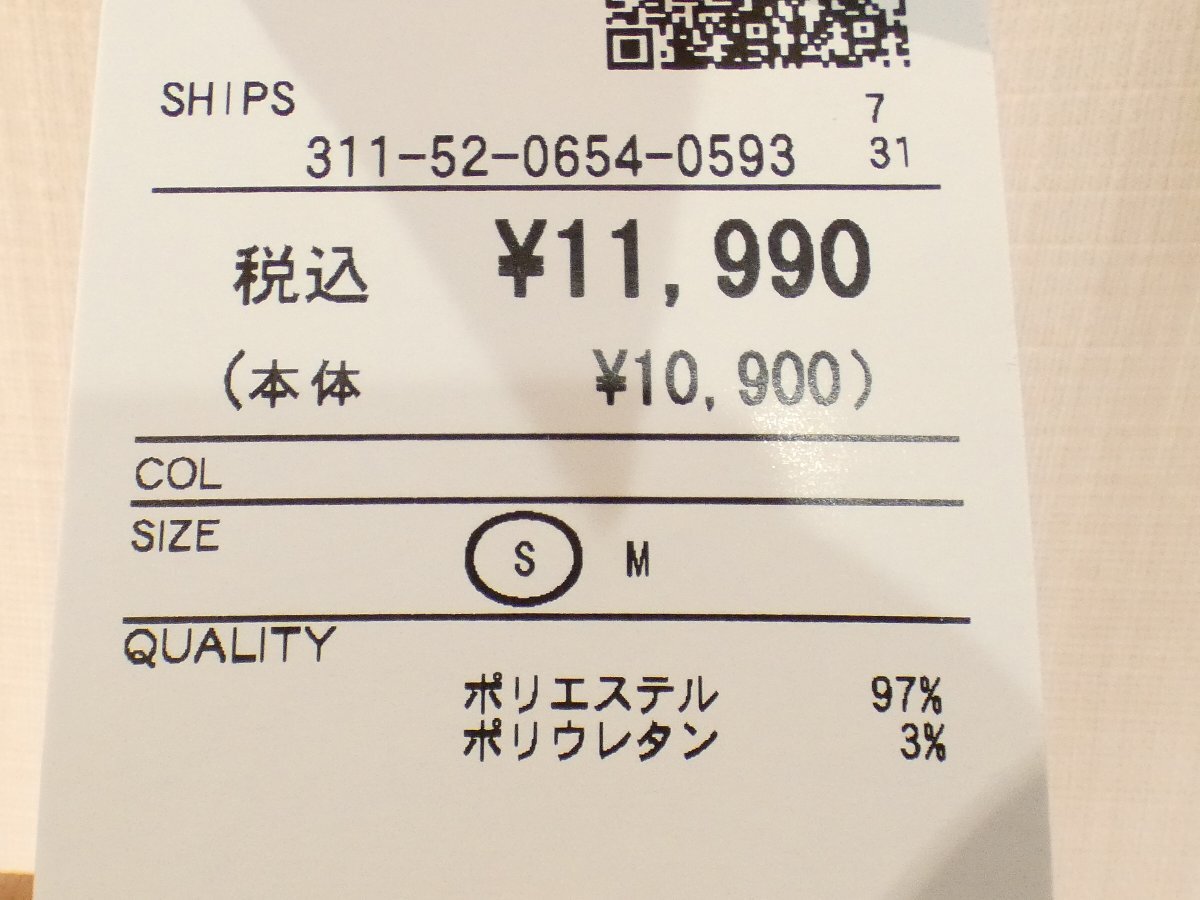 SHIPS 7
311-52-0654-0593 31
税込 ¥11,990
(本体 ¥10,900)
COL
SIZE S M
QUALITY
ポリエステル 97%
ポリウレタン 3%